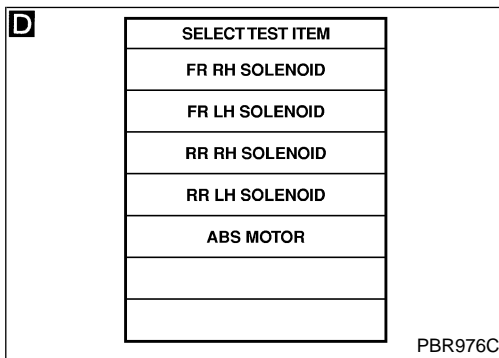 D
SELECT TEST ITEM
FR RH SOLENOID
FR LH SOLENOID
RR RH SOLENOID
RR LH SOLENOID
ABS MOTOR
PBR976C